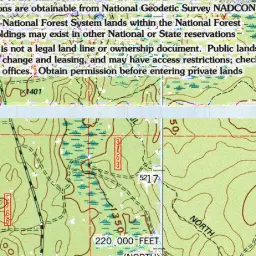 ons are obtainable from National Geodetic Survey NADCON
-National Forest System lands within the National Forest
oldings may exist in other National or State reservations
is not a legal land line or ownership document. Public lands
change and leasing, and may have access restrictions; check
offices. Obtain permission before entering private lands
1401
350
5217
350
NORTH
220 000 FEET
(NORTH)